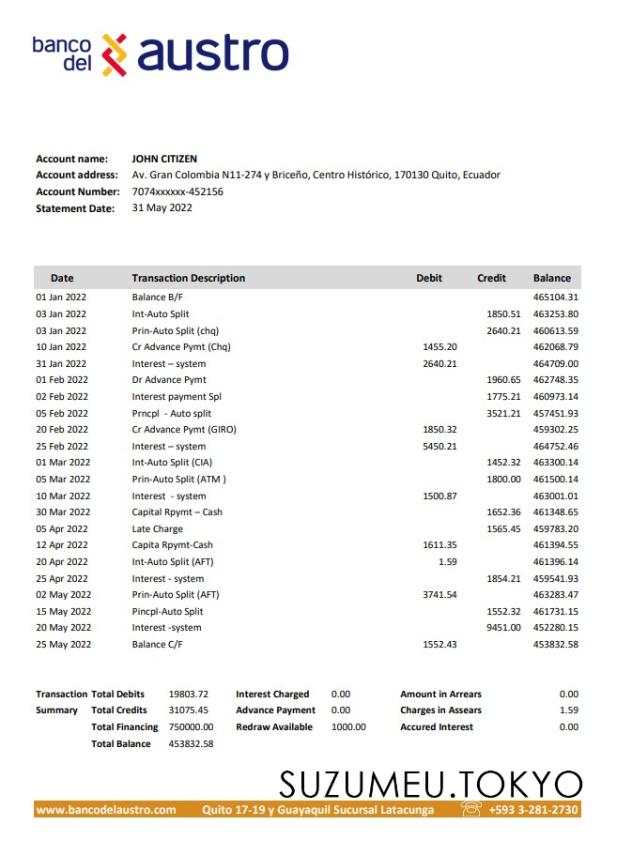 banco del austro
Account name: JOHN CITIZEN
Account address: Av. Gran Colombia N11-274 y Briceño, Centro Histórico, 170130 Quito, Ecuador
Account Number: 7074xxxxxx-452156
Statement Date: 31 May 2022
Date Transaction Description Debit Credit Balance
01 Jan 2022 Balance B/F 465104.31
03 Jan 2022 Int-Auto Split 1850.51 463253.80
03 Jan 2022 Prin-Auto Split (chq) 2640.21 460613.59
10 Jan 2022 Cr Advance Pymt (Chq) 1455.20 462068.79
31 Jan 2022 Interest – system 2640.21 464709.00
01 Feb 2022 Dr Advance Pymt 1960.65 462748.35
02 Feb 2022 Interest payment Spl 1775.21 460973.14
05 Feb 2022 Prncpl - Auto split 3521.21 457451.93
20 Feb 2022 Cr Advance Pymt (GIRO) 1850.32 459302.25
25 Feb 2022 Interest – system 5450.21 464752.46
01 Mar 2022 Int-Auto Split (CIA) 1452.32 463300.14
05 Mar 2022 Prin-Auto Split (ATM ) 1800.00 461500.14
10 Mar 2022 Interest - system 1500.87 463001.01
30 Mar 2022 Capital Rpymt – Cash 1652.36 461348.65
05 Apr 2022 Late Charge 1565.45 459783.20
12 Apr 2022 Capita Rpymt-Cash 1611.35 461394.55
20 Apr 2022 Int-Auto Split (AFT) 1.59 461396.14
25 Apr 2022 Interest - system 1854.21 459541.93
02 May 2022 Prin-Auto Split (AFT) 3741.54 463283.47
15 May 2022 Pincpl-Auto Split 1552.32 461731.15
20 May 2022 Interest -system 9451.00 452280.15
25 May 2022 Balance C/F 1552.43 453832.58
Transaction Total Debits 19803.72 Interest Charged 0.00 Amount in Arrears 0.00
Summary Total Credits 31075.45 Advance Payment 0.00 Charges in Assears 1.59
Total Financing 750000.00 Redraw Available 1000.00 Accured Interest 0.00
Total Balance 453832.58
SUZUMEU.TOKYO
www.bancodelaustro.com Quito 17-19 y Guayaquil Sucursal Latacunga +593 3-281-2730